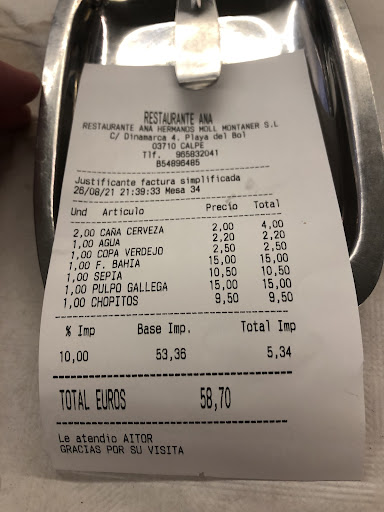 RESTAURANTE ANA
RESTAURANTE ANA HERMANOS MOLL MONTANER S.L
C/ Dinamarca 4. Playa del Bol
03710 CALPE
Tlf. 965832041
B54896485
Justificante factura simplificada
26/08/21 21:39:33 Mesa 34
Und Articulo Precio Total
2,00 CAÑA CERVEZA 2,00 4,00
1,00 AGUA 2,20 2,20
1,00 COPA VERDEJO 2,50 2,50
1,00 F. BAHIA 15,00 15,00
1,00 SEPIA 10,50 10,50
1,00 PULPO GALLEGA 15,00 15,00
1,00 CHOPITOS 9,50 9,50
% Imp Base Imp. Total Imp
10,00 53,36 5,34
TOTAL EUROS 58,70
Le atendio AITOR
GRACIAS POR SU VISITA